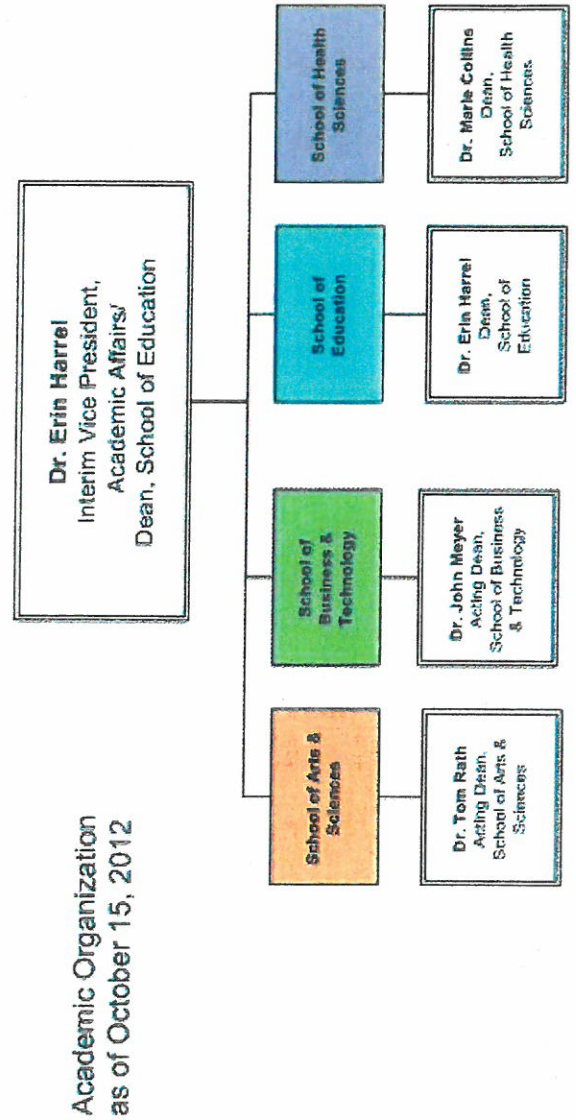 Academic Organization
as of October 15, 2012
Dr. Erin Harrel
Interim Vice President,
Academic Affairs/
Dean, School of Education
School of Arts &
Sciences
School of
Business &
Technology
School of
Education
School of Health
Sciences
Dr. Tom Rath
Acting Dean,
School of Arts &
Sciences
Dr. John Meyer
Acting Dean,
School of Business
& Technology
Dr. Erin Harrel
Dean,
School of
Education
Dr. Marie Collins
Dean,
School of Health
Sciences